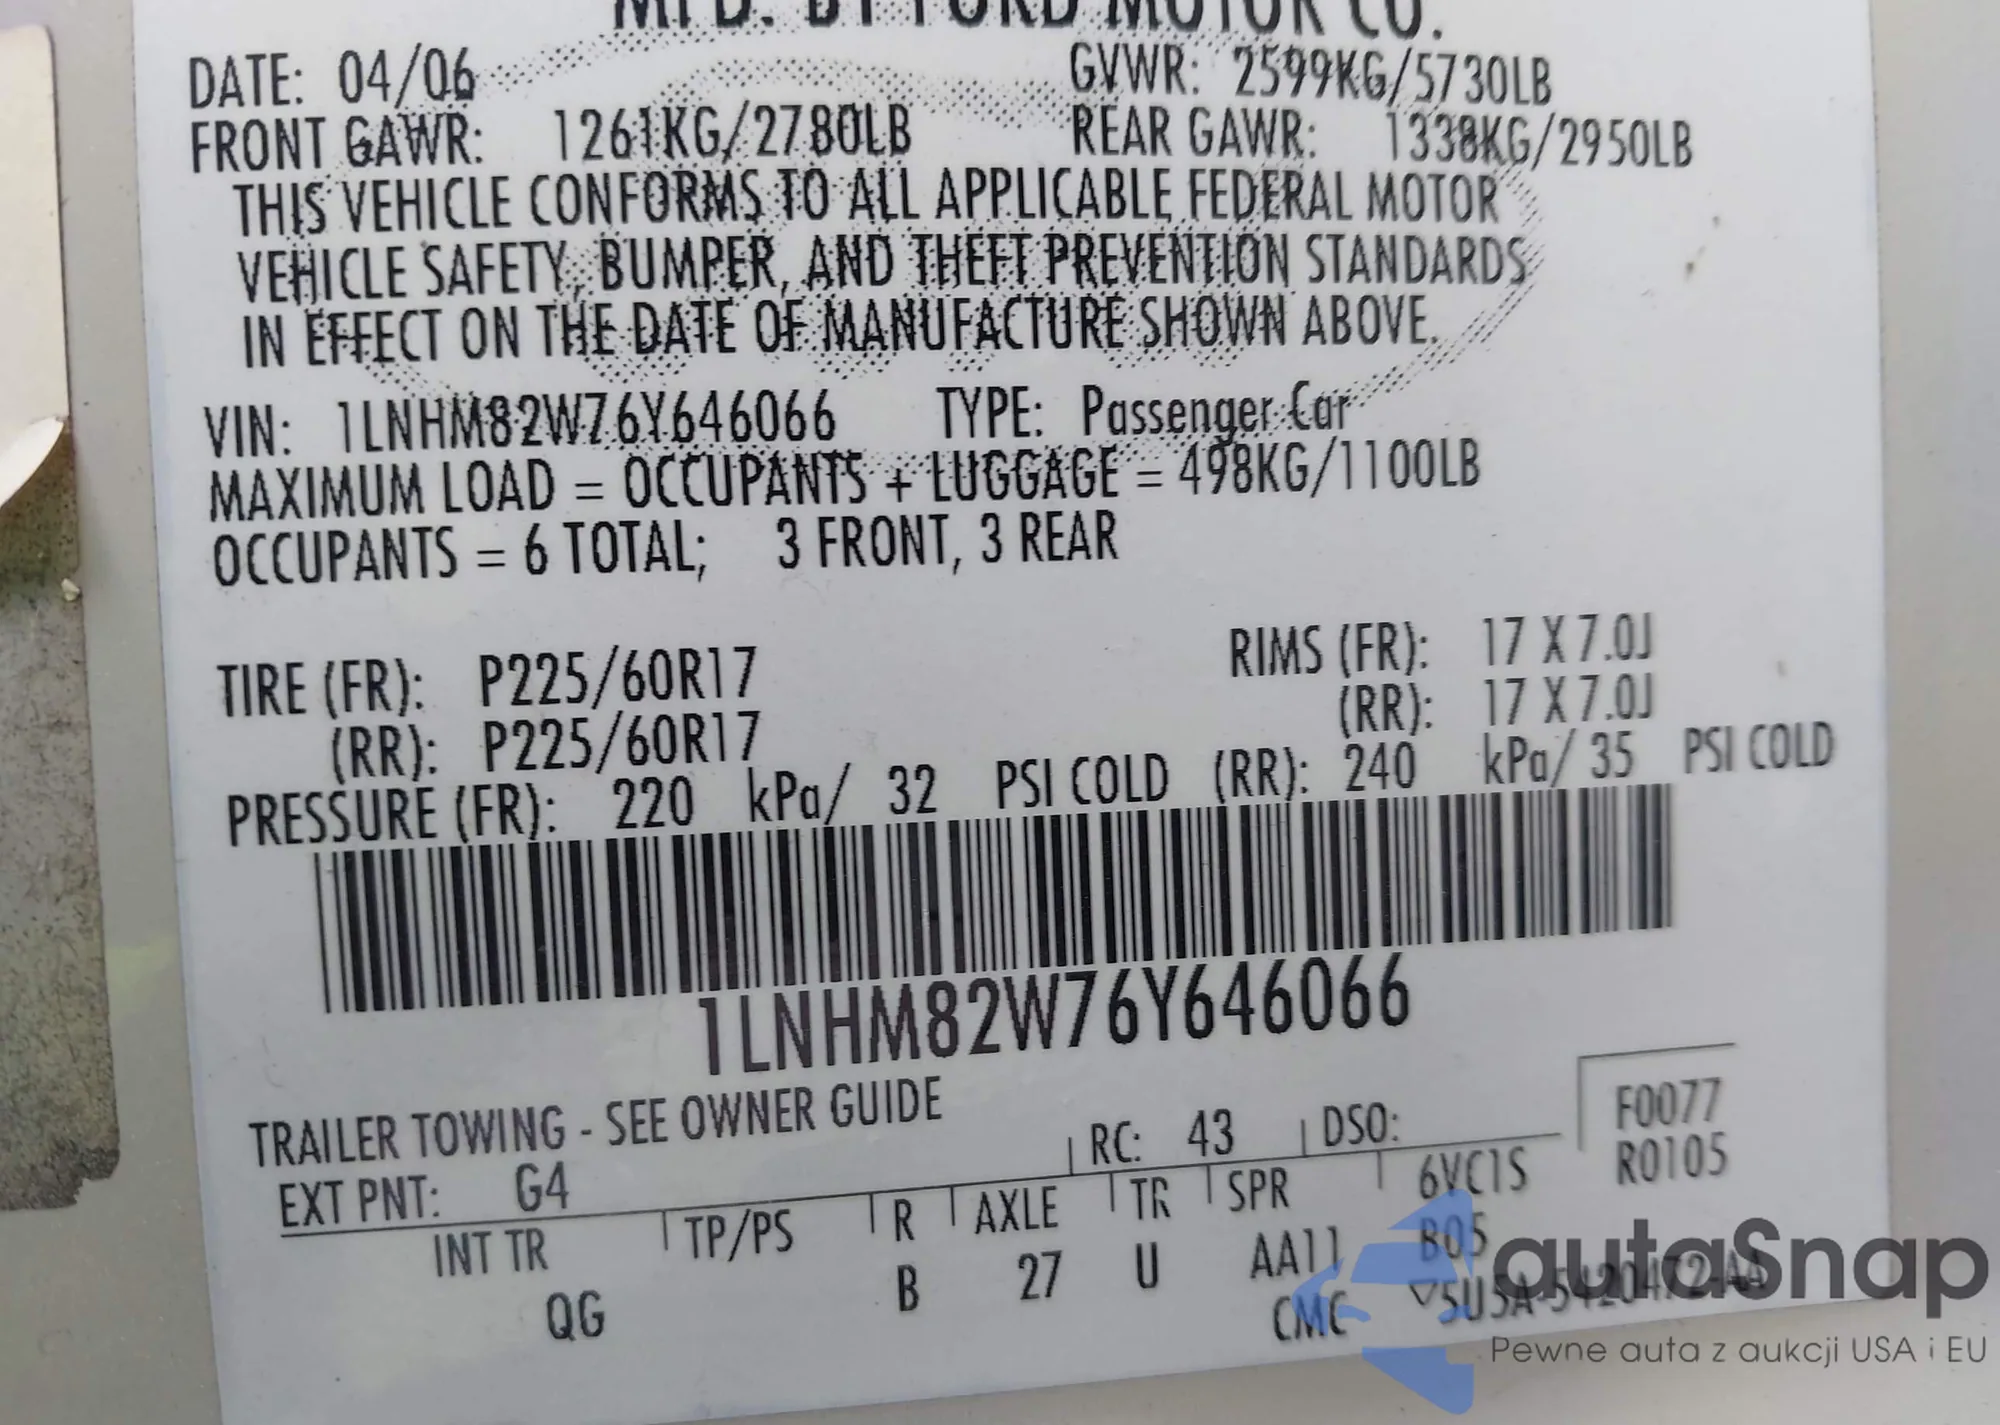 MFD. BY FORD MOTOR CO.
DATE: 04/06 GVWR: 2599KG/5730LB
FRONT GAWR: 1261KG/2780LB REAR GAWR: 1338KG/2950LB
THIS VEHICLE CONFORMS TO ALL APPLICABLE FEDERAL MOTOR
VEHICLE SAFETY, BUMPER, AND THEFT PREVENTION STANDARDS
IN EFFECT ON THE DATE OF MANUFACTURE SHOWN ABOVE.
VIN: 1LNHM82W76Y646066 TYPE: Passenger Car
MAXIMUM LOAD = OCCUPANTS + LUGGAGE = 498KG/1100LB
OCCUPANTS = 6 TOTAL; 3 FRONT, 3 REAR
TIRE (FR): P225/60R17 RIMS (FR): 17 X 7.0J
(RR): P225/60R17 (RR): 17 X 7.0J
PRESSURE (FR): 220 kPa/ 32 PSI COLD (RR): 240 kPa/ 35 PSI COLD
1LNHM82W76Y646066
TRAILER TOWING - SEE OWNER GUIDE
F0077
EXT PNT: G4 RC: 43 DSO: R0105
INT TR TP/PS R AXLE TR SPR 6VC1S
QG B 27 U AA11 B05
CMC ▽5U5A-5420472-AA
autaSnap
Pewne auta z aukcji USA i EU